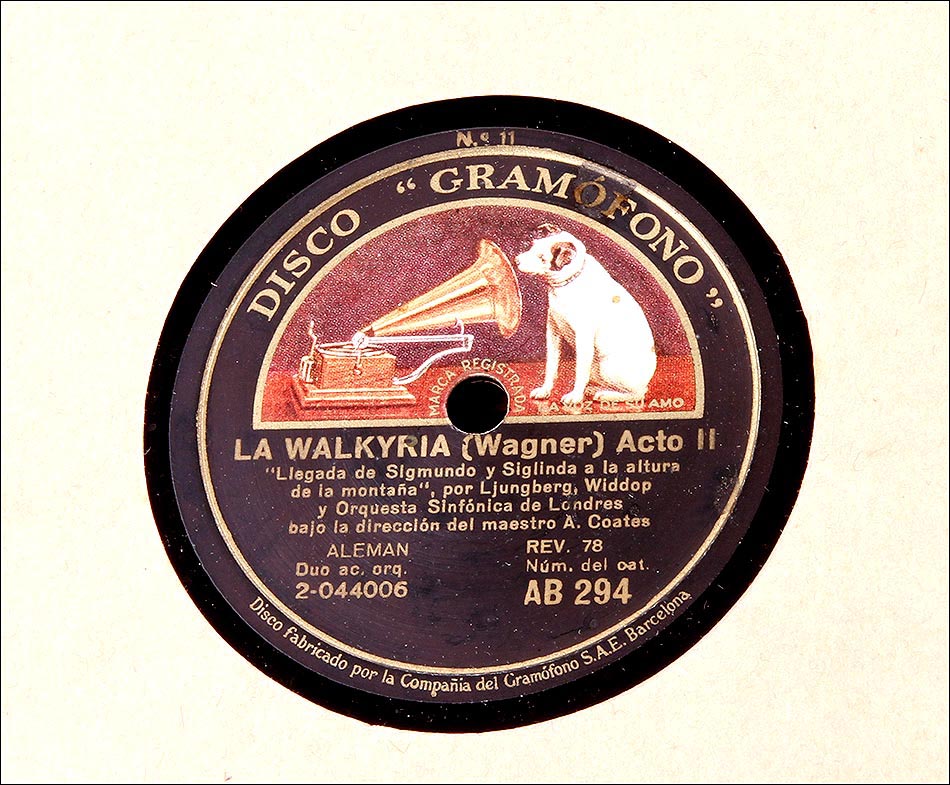 N.º 11
DISCO “GRAMÓFONO”
MARCA REGISTRADA
LA VOZ DE SU AMO
LA WALKYRIA (Wagner) Acto II
"Llegada de Sigmundo y Siglinda a la altura
de la montaña", por Ljungberg, Widdop
y Orquesta Sinfónica de Londres
bajo la dirección del maestro A. Coates
ALEMAN
REV. 78
Duo ac. orq.
Núm. del cat.
2-044006
AB 294
Disco fabricado por la Compañia del Gramófono S.A.E. Barcelona